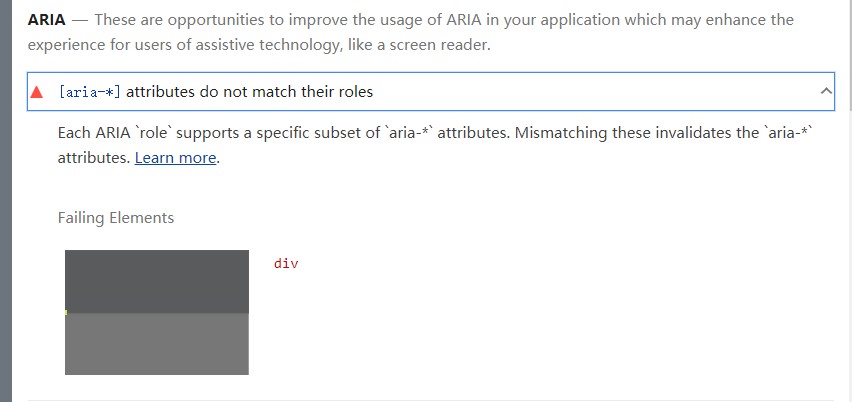 ARIA — These are opportunities to improve the usage of ARIA in your application which may enhance the
experience for users of assistive technology, like a screen reader.
[aria-*] attributes do not match their roles
Each ARIA `role` supports a specific subset of `aria-*` attributes. Mismatching these invalidates the `aria-*`
attributes. Learn more.
Failing Elements
div